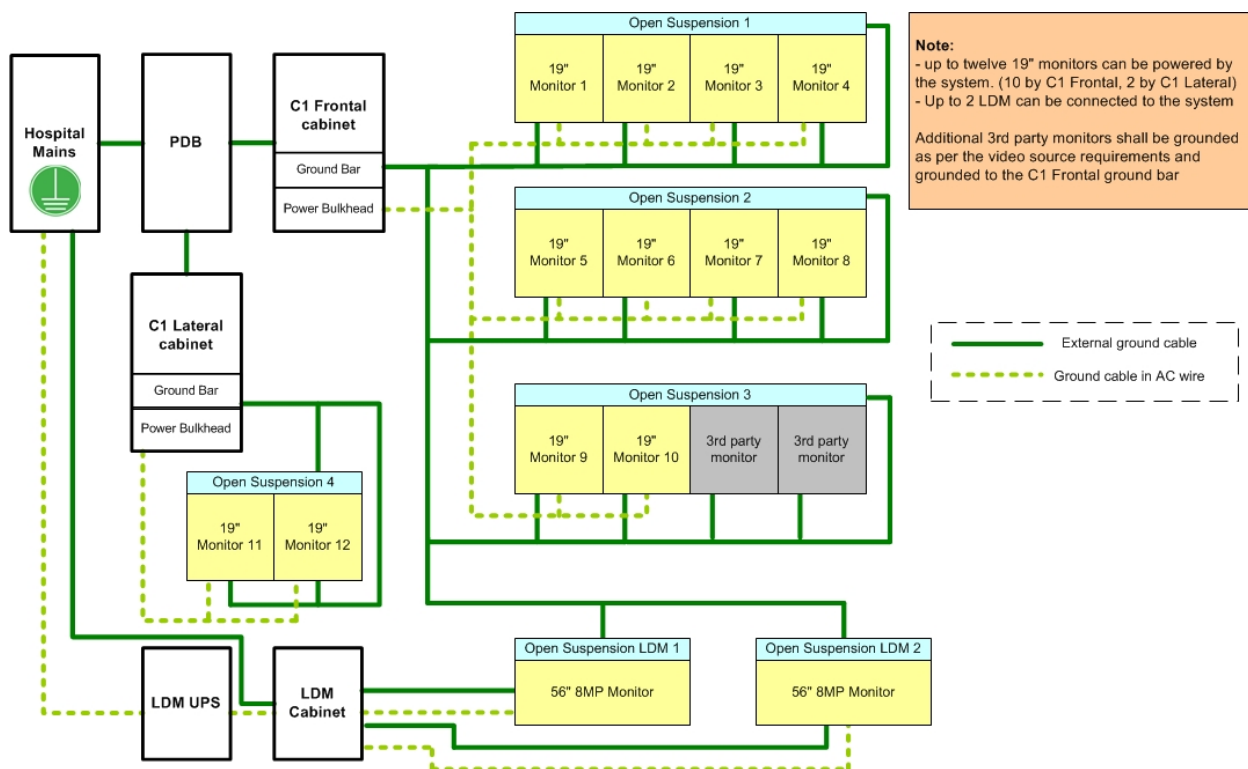 Open Suspension 1
19"
Monitor 1
19"
Monitor 2
19"
Monitor 3
19"
Monitor 4
Note:
- up to twelve 19" monitors can be powered by
the system. (10 by C1 Frontal, 2 by C1 Lateral)
- Up to 2 LDM can be connected to the system
Additional 3rd party monitors shall be grounded
as per the video source requirements and
grounded to the C1 Frontal ground bar
Hospital
Mains
PDB
C1 Frontal
cabinet
Ground Bar
Power Bulkhead
Open Suspension 2
19"
Monitor 5
19"
Monitor 6
19"
Monitor 7
19"
Monitor 8
C1 Lateral
cabinet
Ground Bar
Power Bulkhead
External ground cable
Ground cable in AC wire
Open Suspension 3
19"
Monitor 9
19"
Monitor 10
3rd party
monitor
3rd party
monitor
Open Suspension 4
19"
Monitor 11
19"
Monitor 12
LDM UPS
LDM
Cabinet
Open Suspension LDM 1
56" 8MP Monitor
Open Suspension LDM 2
56" 8MP Monitor